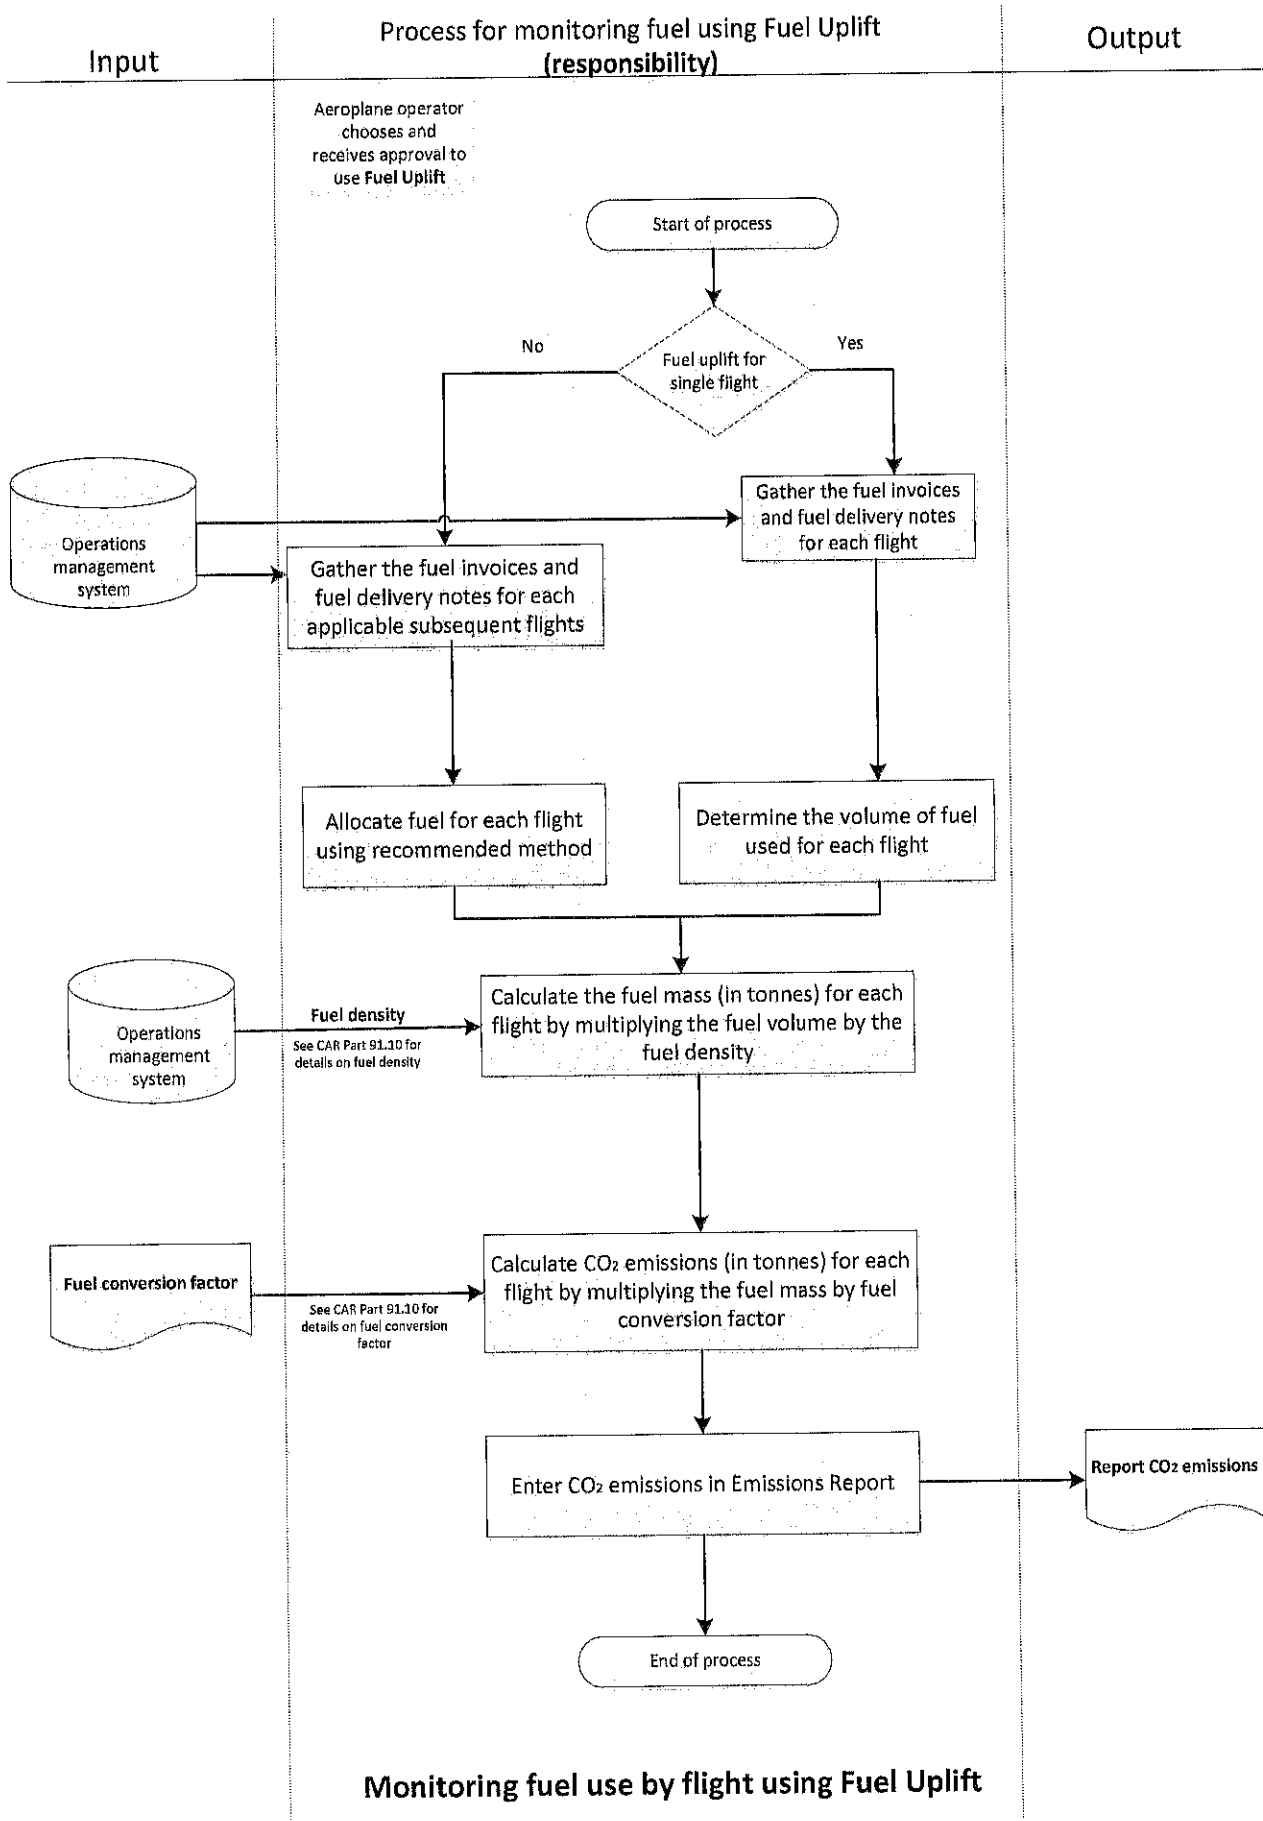 Input
Process for monitoring fuel using Fuel Uplift
(responsibility)
Output
Aeroplane operator
chooses and
receives approval to
use Fuel Uplift
Start of process
No
Yes
Fuel uplift for
single flight
Operations
management
system
Gather the fuel invoices
and fuel delivery notes
for each flight
Gather the fuel invoices and
fuel delivery notes for each
applicable subsequent flights
Allocate fuel for each flight
using recommended method
Determine the volume of fuel
used for each flight
Operations
management
system
Fuel density
See CAR Part 91.10 for
details on fuel density
Calculate the fuel mass (in tonnes) for each
flight by multiplying the fuel volume by the
fuel density
Fuel conversion factor
See CAR Part 91.10 for
details on fuel conversion
factor
Calculate CO₂ emissions (in tonnes) for each
flight by multiplying the fuel mass by fuel
conversion factor
Enter CO₂ emissions in Emissions Report
Report CO₂ emissions
End of process
Monitoring fuel use by flight using Fuel Uplift